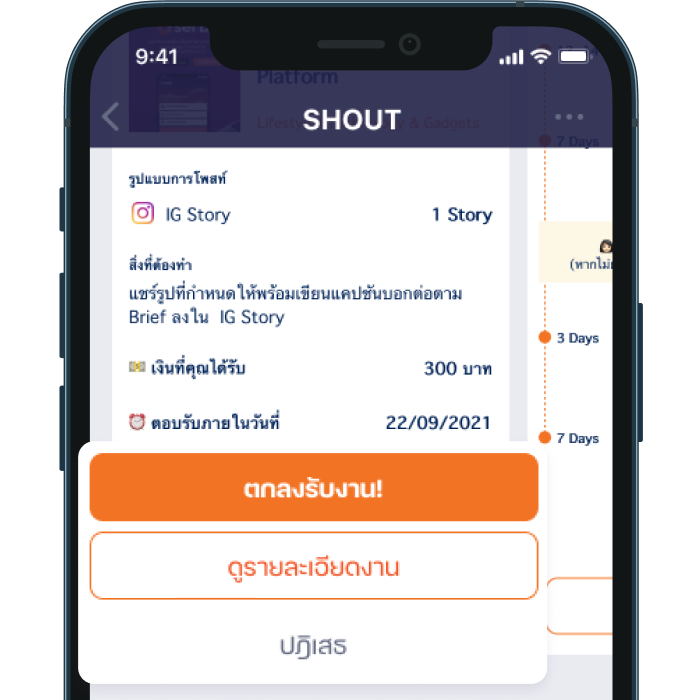 9:41
Platform
SHOUT
Lifesty
& Gadgets
7 Days
รูปแบบการโพสท์
IG Story
1 Story
สิ่งที่ต้องทำ
แชร์รูปที่กำหนดให้พร้อมเขียนแคปชันบอกต่อตาม
Brief ลงใน IG Story
(หากไม่
เงินที่คุณได้รับ
300 บาท
3 Days
ตอบรับภายในวันที่
22/09/2021
7 Days
ตกลงรับงาน!
ดูรายละเอียดงาน
ปฏิเสธ